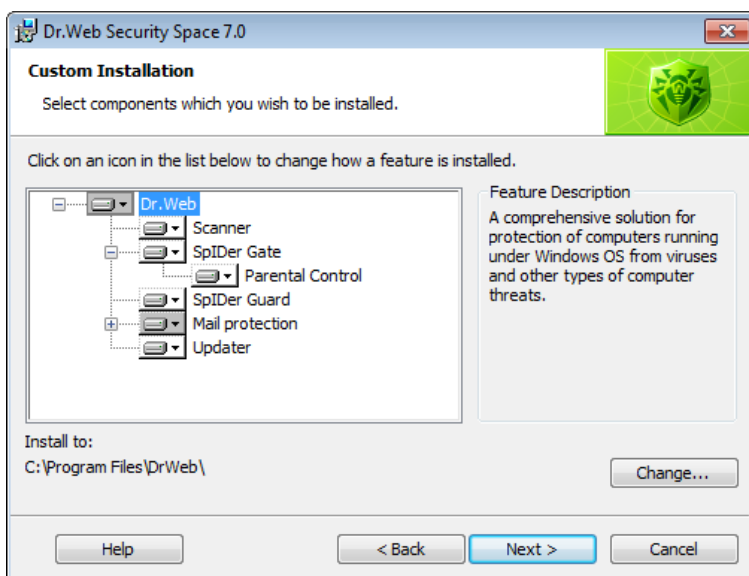 Dr.Web Security Space 7.0
Custom Installation
Select components which you wish to be installed.
Click on an icon in the list below to change how a feature is installed.
Dr.Web
Scanner
SpIDer Gate
Parental Control
SpIDer Guard
Mail protection
Updater
Feature Description
A comprehensive solution for
protection of computers running
under Windows OS from viruses
and other types of computer
threats.
Install to:
C:\Program Files\DrWeb\
Change...
Help
< Back
Next >
Cancel